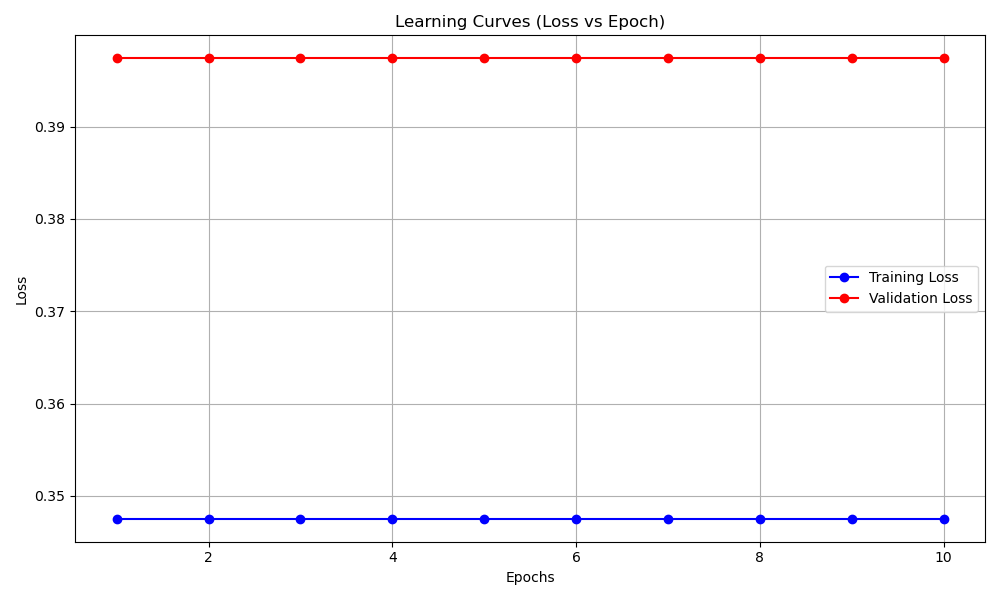 Learning Curves (Loss vs Epoch)
0.39
0.38
0.37
0.36
0.35
Loss
Training Loss
Validation Loss
2
4
6
8
10
Epochs